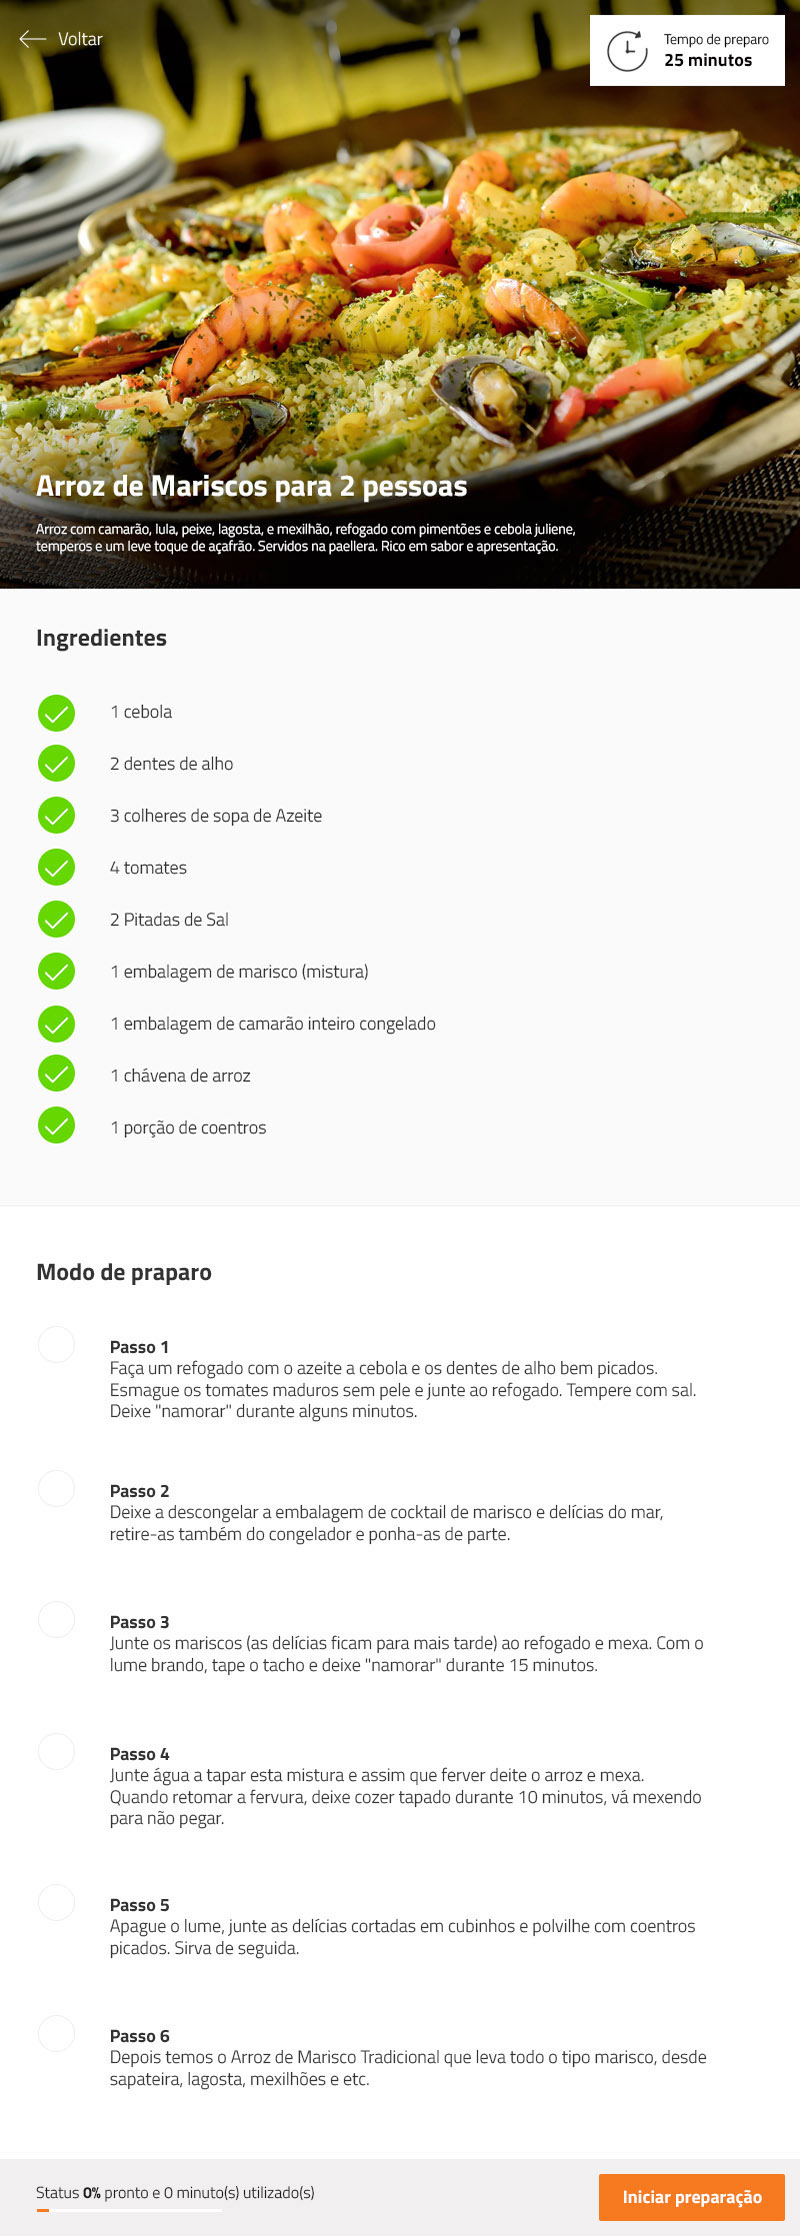 Voltar
Tempo de preparo
25 minutos
Arroz de Mariscos para 2 pessoas
Arroz com camarão, lula, peixe, lagosta, e mexilhão, refogado com pimentões e cebola juliene,
temperos e um leve toque de açafrão. Servidos na paellera. Rico em sabor e apresentação.
Ingredientes
1 cebola
2 dentes de alho
3 colheres de sopa de Azeite
4 tomates
2 Pitadas de Sal
1 embalagem de marisco (mistura)
1 embalagem de camarão inteiro congelado
1 chávena de arroz
1 porção de coentros
Modo de praparo
Passo 1
Faça um refogado com o azeite a cebola e os dentes de alho bem picados.
Esmague os tomates maduros sem pele e junte ao refogado. Tempere com sal.
Deixe "namorar" durante alguns minutos.
Passo 2
Deixe a descongelar a embalagem de cocktail de marisco e delícias do mar,
retire-as também do congelador e ponha-as de parte.
Passo 3
Junte os mariscos (as delícias ficam para mais tarde) ao refogado e mexa. Com o
lume brando, tape o tacho e deixe "namorar" durante 15 minutos.
Passo 4
Junte água a tapar esta mistura e assim que ferver deite o arroz e mexa.
Quando retomar a fervura, deixe cozer tapado durante 10 minutos, vá mexendo
para não pegar.
Passo 5
Apague o lume, junte as delícias cortadas em cubinhos e polvilhe com coentros
picados. Sirva de seguida.
Passo 6
Depois temos o Arroz de Marisco Tradicional que leva todo o tipo marisco, desde
sapateira, lagosta, mexilhões e etc.
Status 0% pronto e 0 minuto(s) utilizado(s)
Iniciar preparação